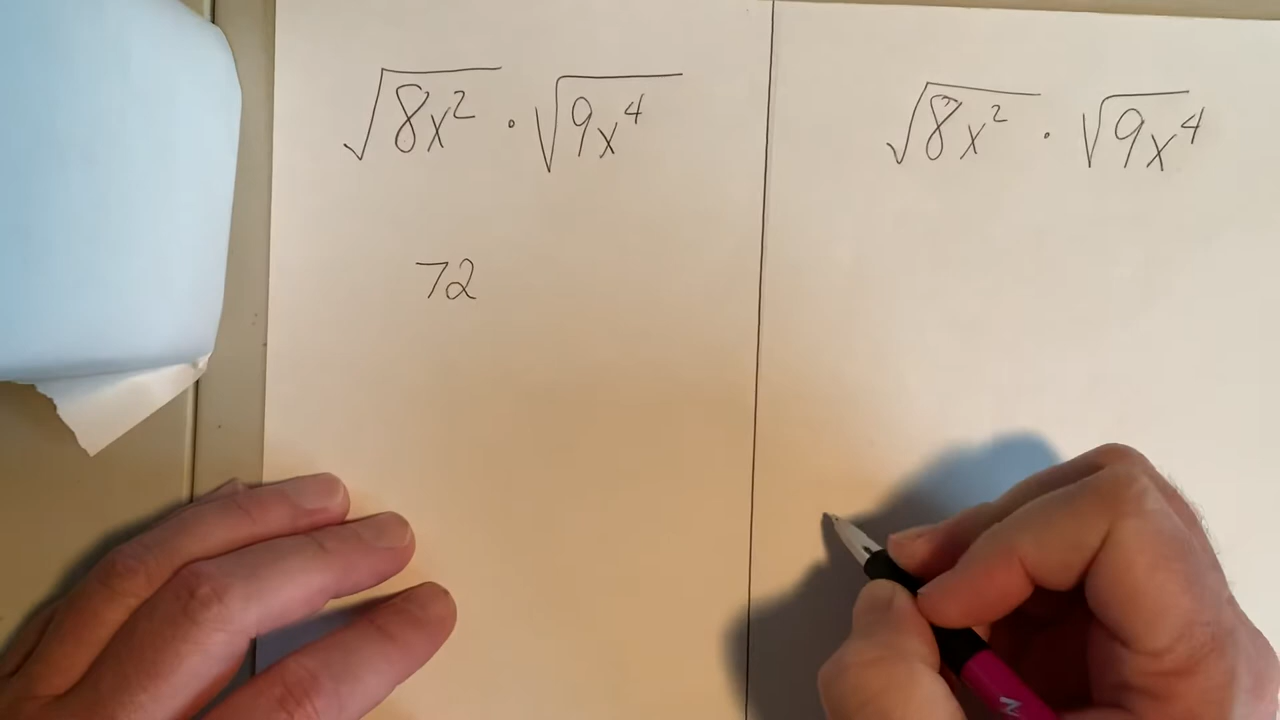 √8x² · √9x⁴
72
√8x² · √9x⁴